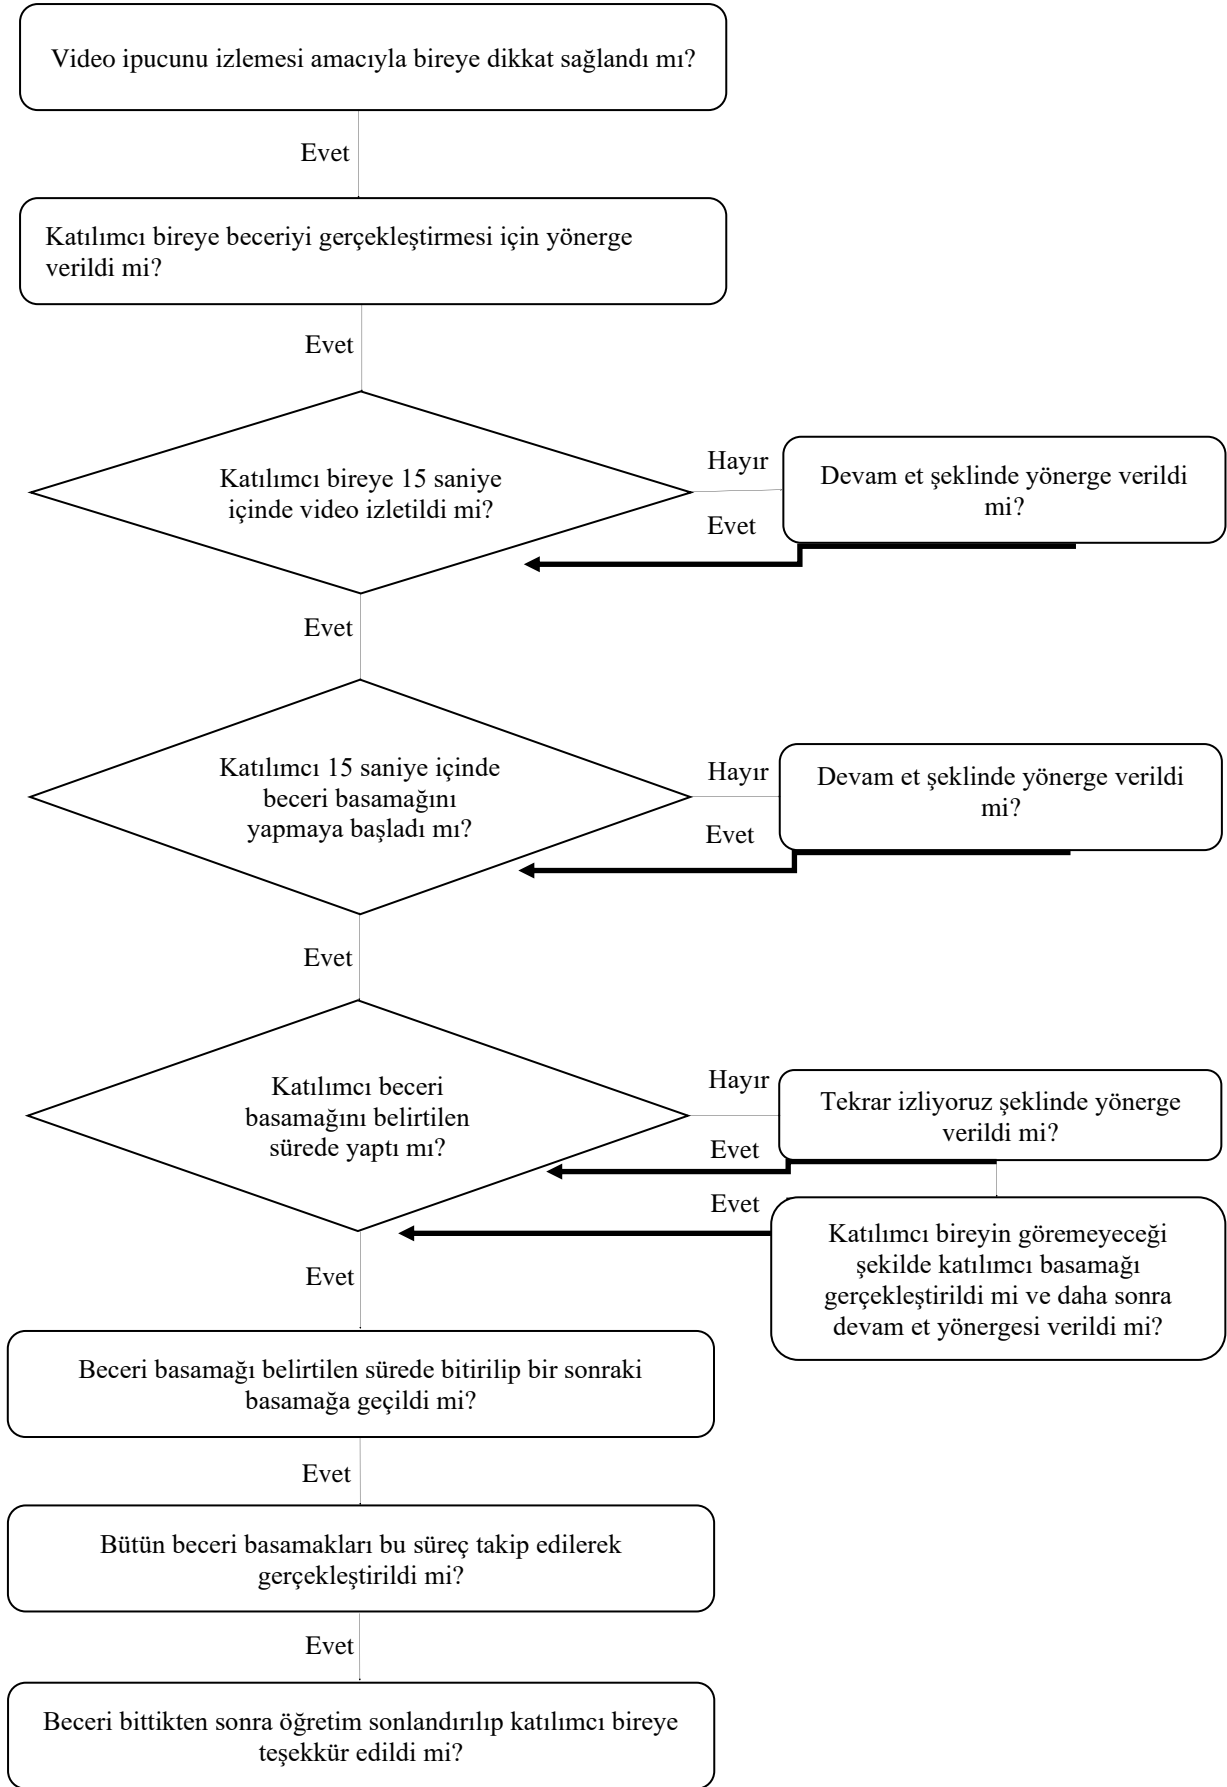 Video ipucunu izlemesi amacıyla bireye dikkat sağlandı mı?
Evet
Katılımcı bireye beceriyi gerçekleştirmesi için yönerge
verildi mi?
Evet
Katılımcı bireye 15 saniye
içinde video izletildi mi?
Hayır
Devam et şeklinde yönerge verildi
mi?
Evet
Evet
Katılımcı 15 saniye içinde
beceri basamağını
yapmaya başladı mı?
Hayır
Devam et şeklinde yönerge verildi
mi?
Evet
Evet
Katılımcı beceri
basamağını belirtilen
sürede yaptı mı?
Hayır
Tekrar izliyoruz şeklinde yönerge
verildi mi?
Evet
Evet
Katılımcı bireyin göremeyeceği
şekilde katılımcı basamağı
gerçekleştirildi mi ve daha sonra
devam et yönergesi verildi mi?
Evet
Beceri basamağı belirtilen sürede bitirilip bir sonraki
basamağa geçildi mi?
Evet
Bütün beceri basamakları bu süreç takip edilerek
gerçekleştirildi mi?
Evet
Beceri bittikten sonra öğretim sonlandırılıp katılımcı bireye
teşekkür edildi mi?